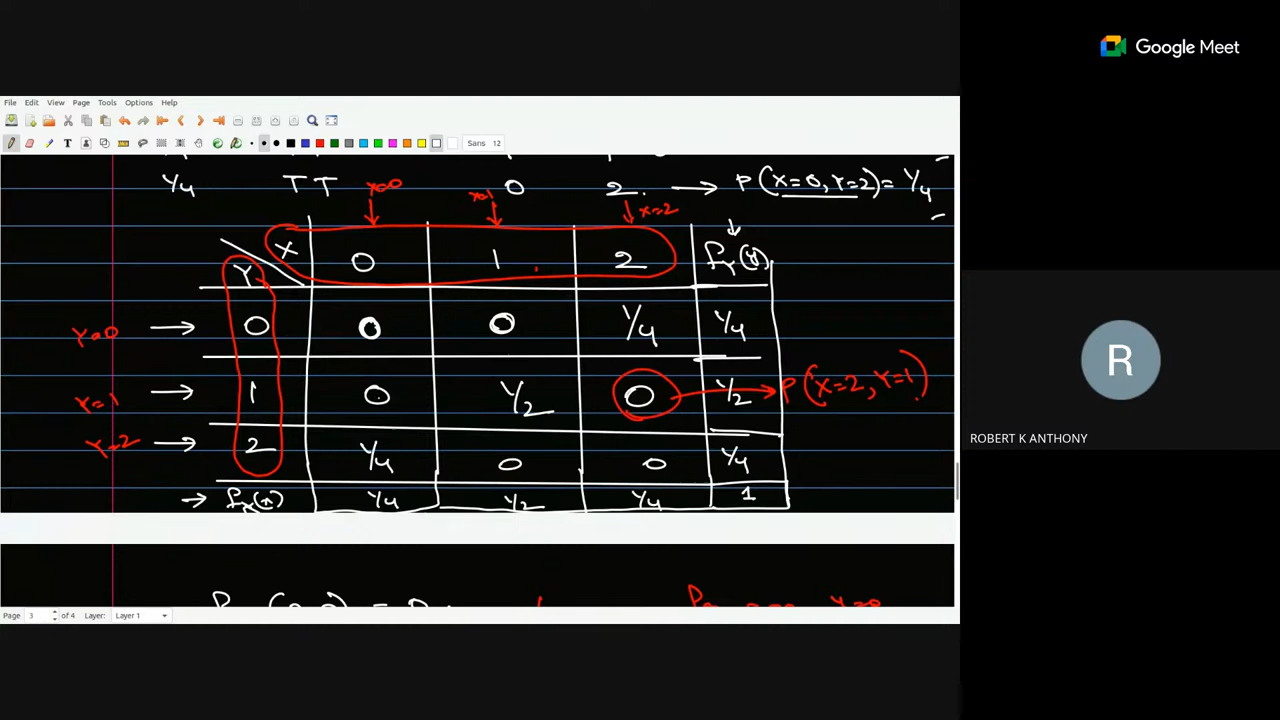 Google Meet
File Edit View Page Tools Options Help
Sans 12
1/4 TT 0 2. → P(X=0, Y=2) = 1/4
X=0 X=1 X=2
X 0 1 2 fY(y)
Y
Y=0 → 0 0 0 1/4 1/4
Y=1 → 1 0 1/2 0 1/2 → P(X=2, Y=1)
Y=2 → 2 1/4 0 0 1/4
→ fX(x) 1/4 1/2 1/4 1
R
ROBERT K ANTHONY
Page 3 of 4 Layer: Layer 1